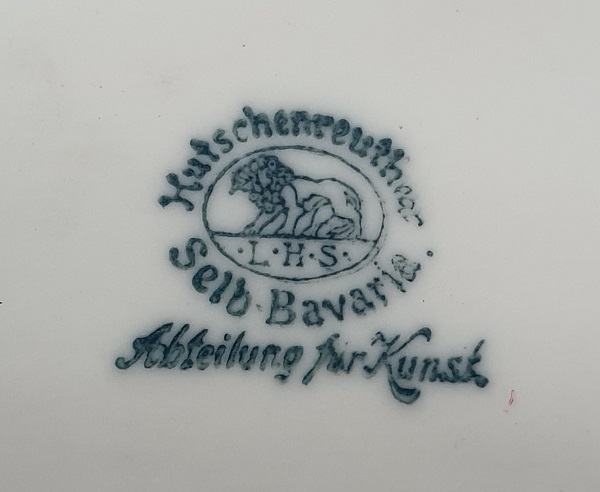 Hutschenreuther
·L·H·S·
Selb·Bavaria.
Abteilung für Kunst